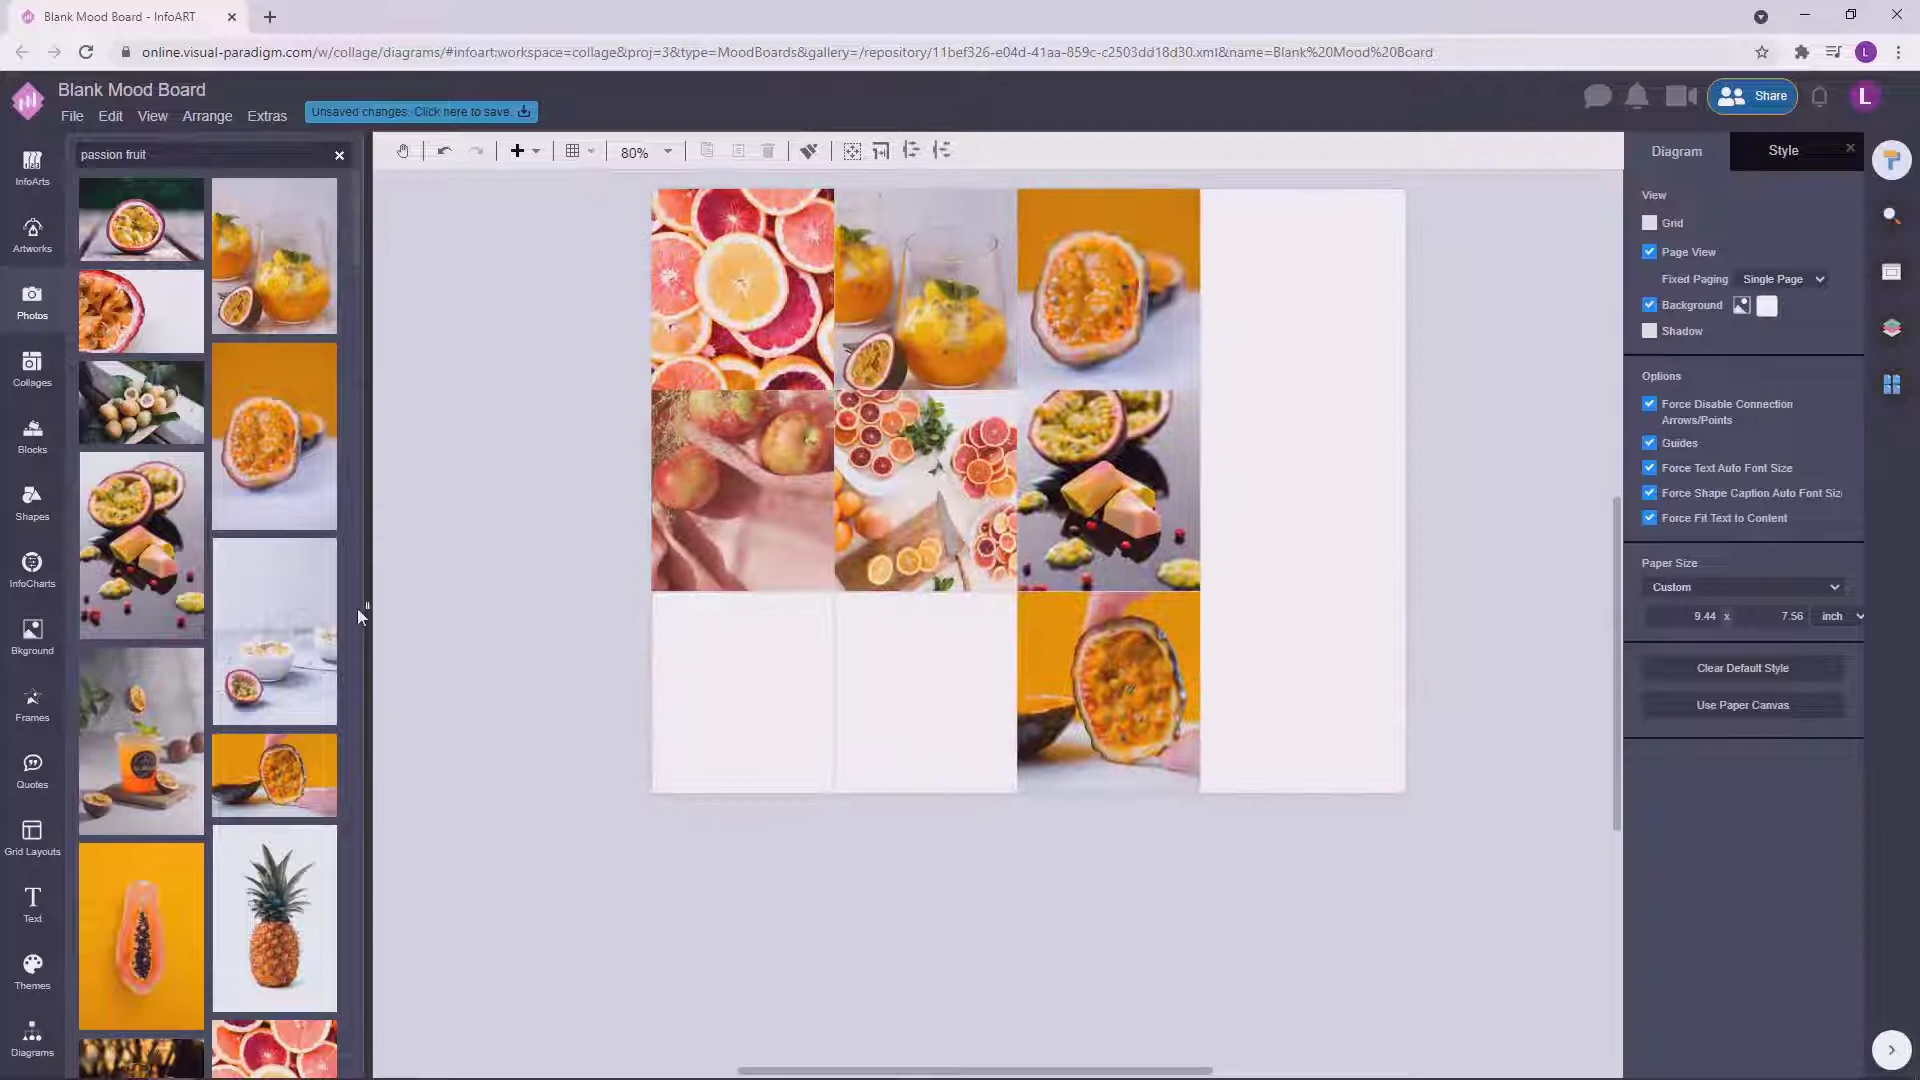 Blank Mood Board - InfoART
online.visual-paradigm.com/w/collage/diagrams/#infoart:workspace=collage&proj=3&type=MoodBoards&gallery=/repository/11bef326-e04d-41aa-859c-c2503dd18d30.xml&name=Blank%20Mood%20Board
L
Blank Mood Board
File Edit View Arrange Extras
Unsaved changes. Click here to save.
Share
L
InfoArts
Artworks
Photos
Collages
Blocks
Shapes
InfoCharts
Bkground
Frames
Quotes
Grid Layouts
Text
Themes
Diagrams
passion fruit
80%
Diagram
Style
View
Grid
Page View
Fixed Paging Single Page
Background
Shadow
Options
Force Disable Connection
Arrows/Points
Guides
Force Text Auto Font Size
Force Shape Caption Auto Font Siz
Force Fit Text to Content
Paper Size
Custom
9.44 x 7.56 inch
Clear Default Style
Use Paper Canvas